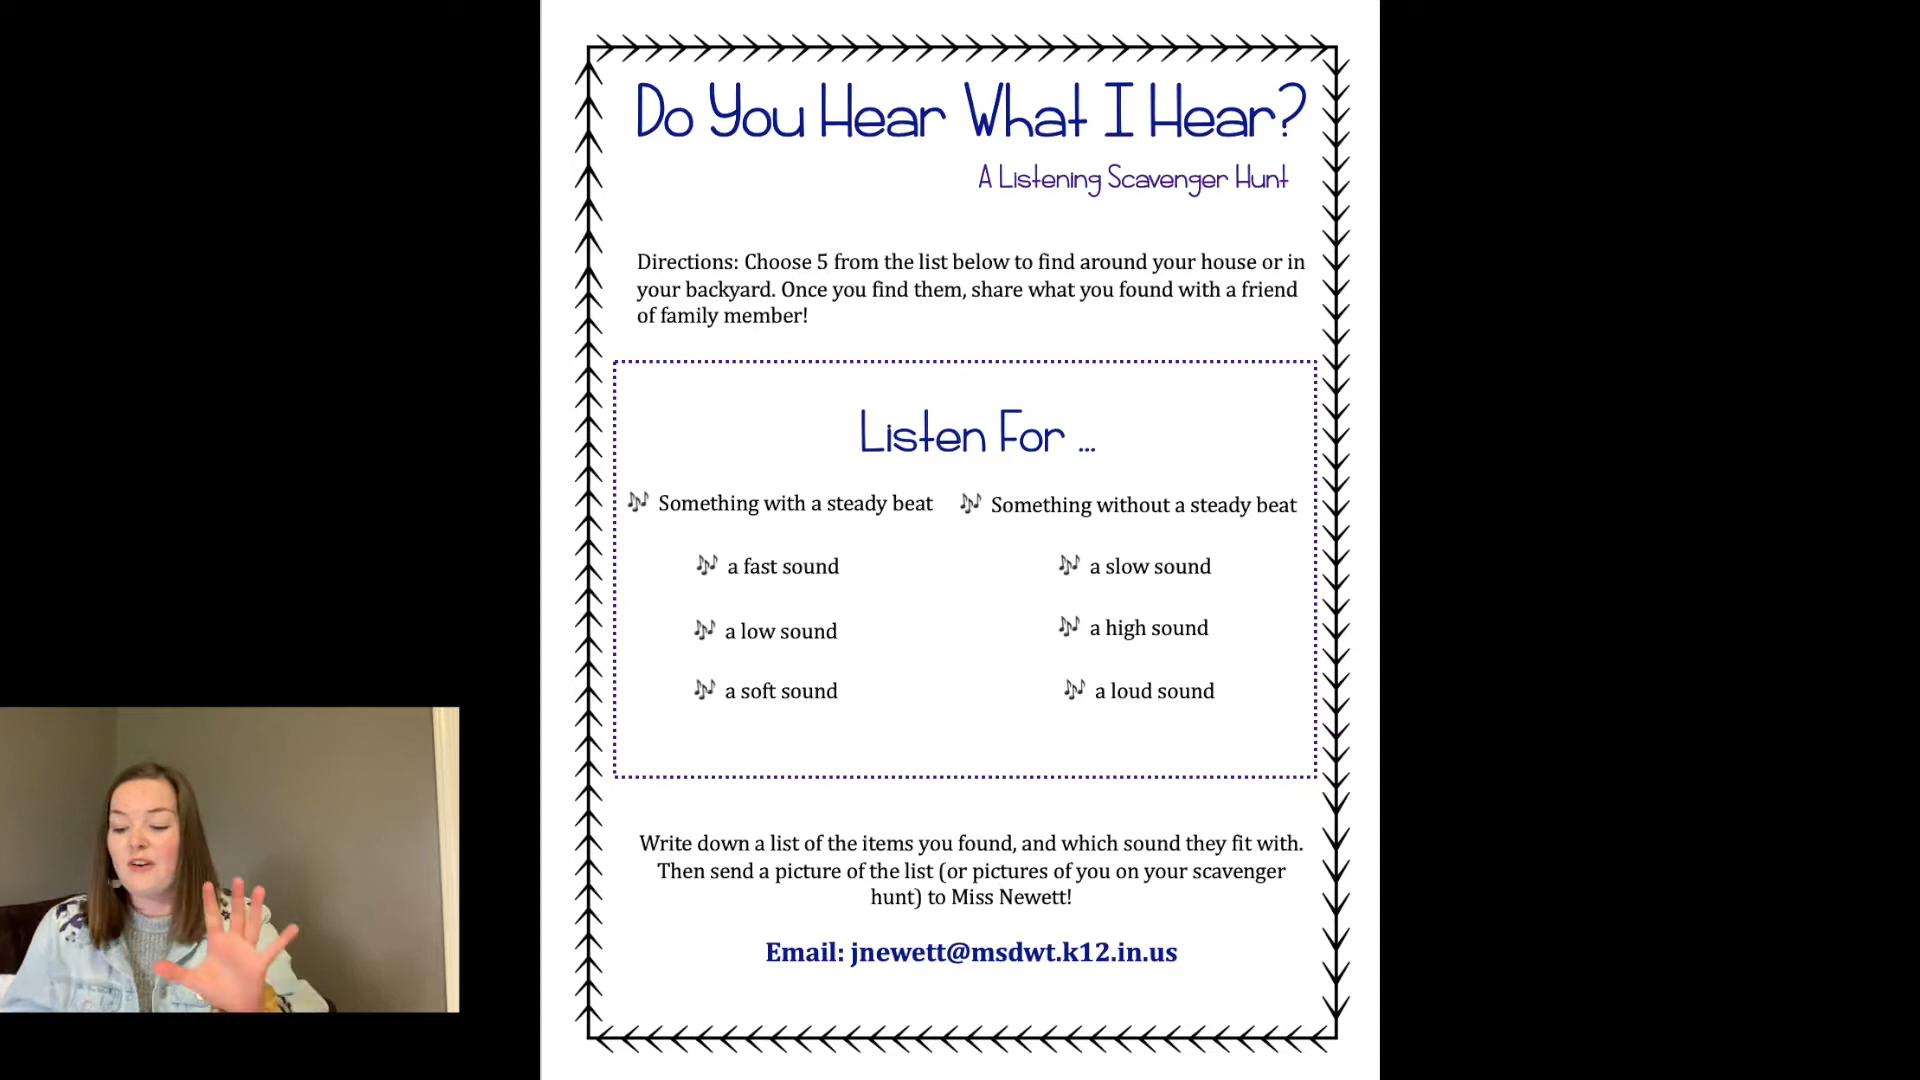 Do You Hear What I Hear?
A Listening Scavenger Hunt
Directions: Choose 5 from the list below to find around your house or in
your backyard. Once you find them, share what you found with a friend
of family member!
Listen For ...
Something with a steady beat
Something without a steady beat
a fast sound
a slow sound
a low sound
a high sound
a soft sound
a loud sound
Write down a list of the items you found, and which sound they fit with.
Then send a picture of the list (or pictures of you on your scavenger
hunt) to Miss Newett!
Email: jnewett@msdwt.k12.in.us